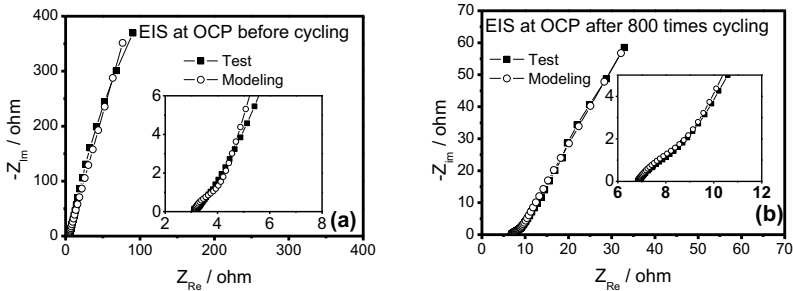 EIS at OCP before cycling
Test
Modeling
400
300
200
100
0
-Z_Im / ohm
6
4
2
0
2 4 6 8
(a)
0 100 200 300 400
Z_Re / ohm
EIS at OCP after 800 times cycling
Test
Modeling
70
60
50
40
30
20
10
0
-Z_im / ohm
4
2
0
6 8 10 12
(b)
0 10 20 30 40 50 60 70
Z_Re / ohm